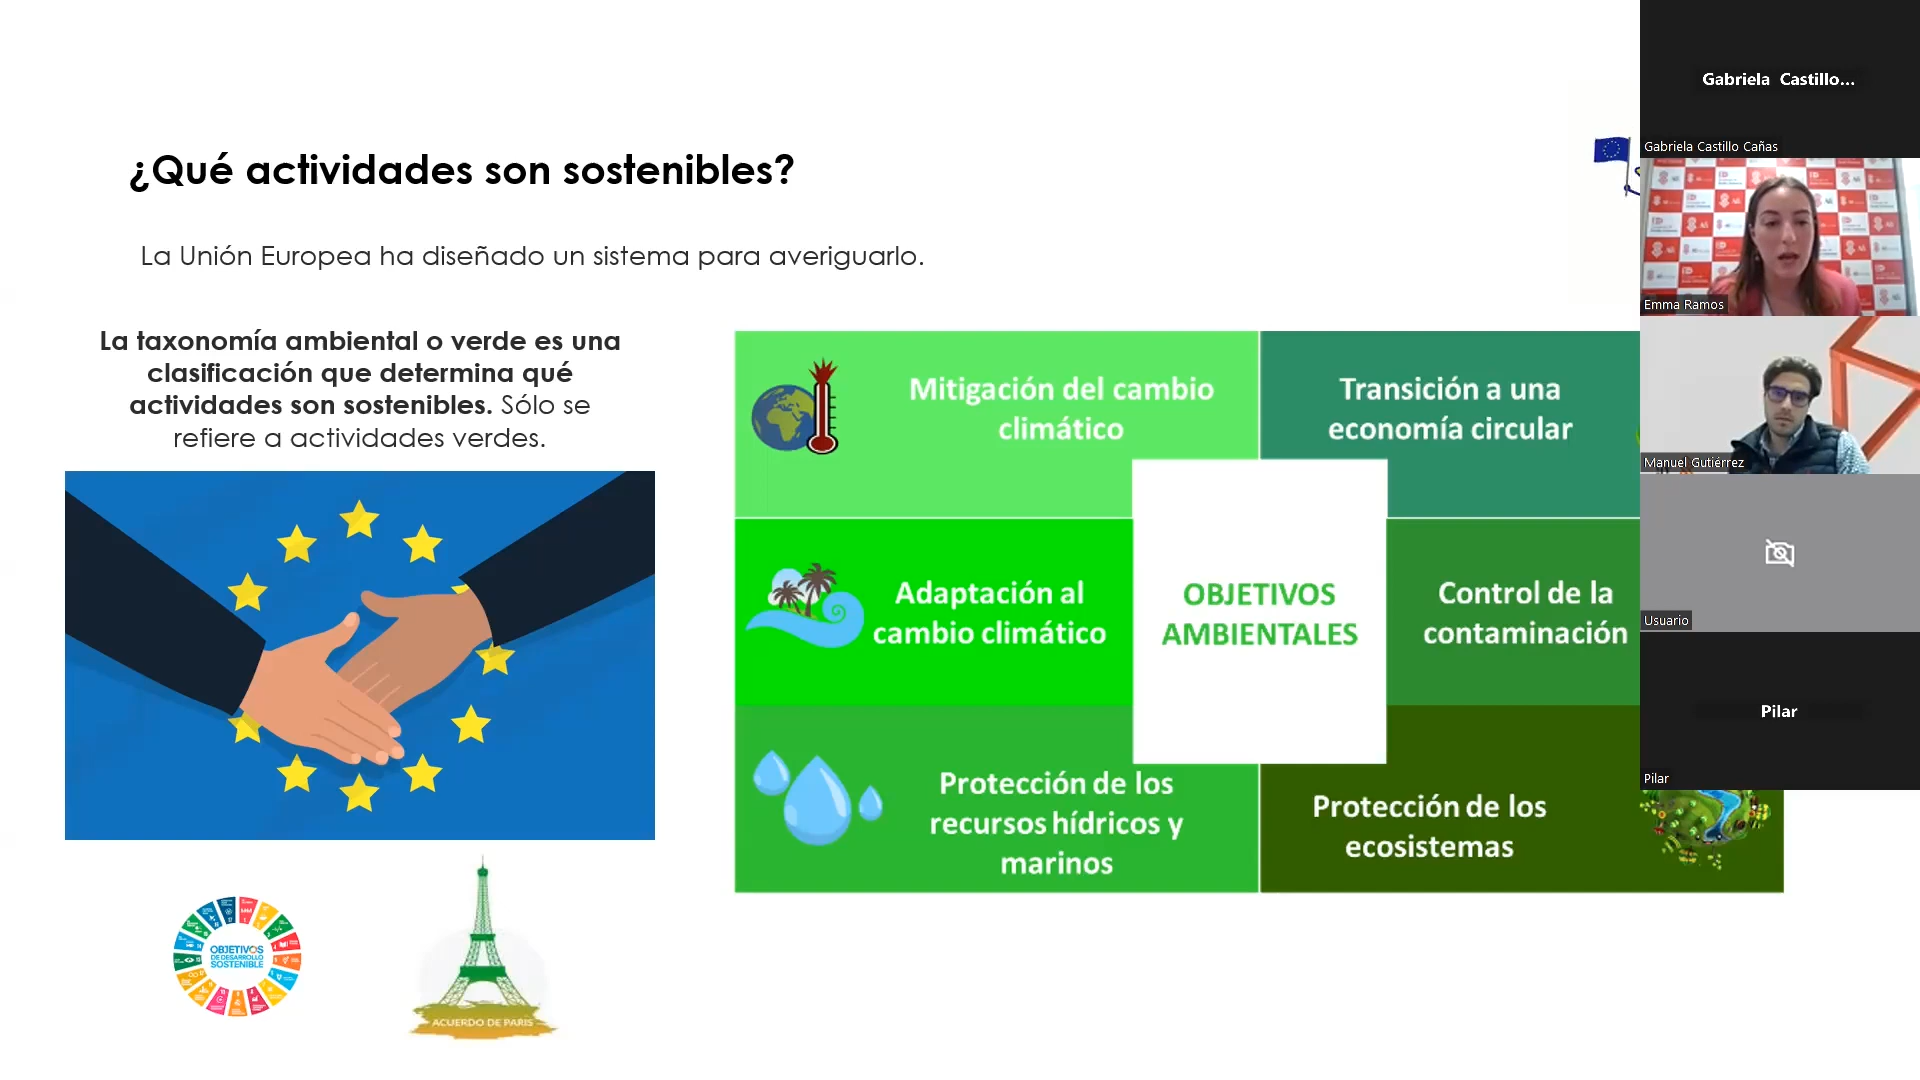 ¿Qué actividades son sostenibles?
La Unión Europea ha diseñado un sistema para averiguarlo.
La taxonomía ambiental o verde es una
clasificación que determina qué
actividades son sostenibles. Sólo se
refiere a actividades verdes.
Mitigación del cambio
climático
Transición a una
economía circular
Adaptación al
cambio climático
OBJETIVOS
AMBIENTALES
Control de la
contaminación
Protección de los
recursos hídricos y
marinos
Protección de los
ecosistemas
OBJETIVOS
DE DESARROLLO
SOSTENIBLE
ACUERDO DE PARIS
Gabriela Castillo...
Gabriela Castillo Cañas
Emma Ramos
Manuel Gutiérrez
Usuario
Pilar
Pilar